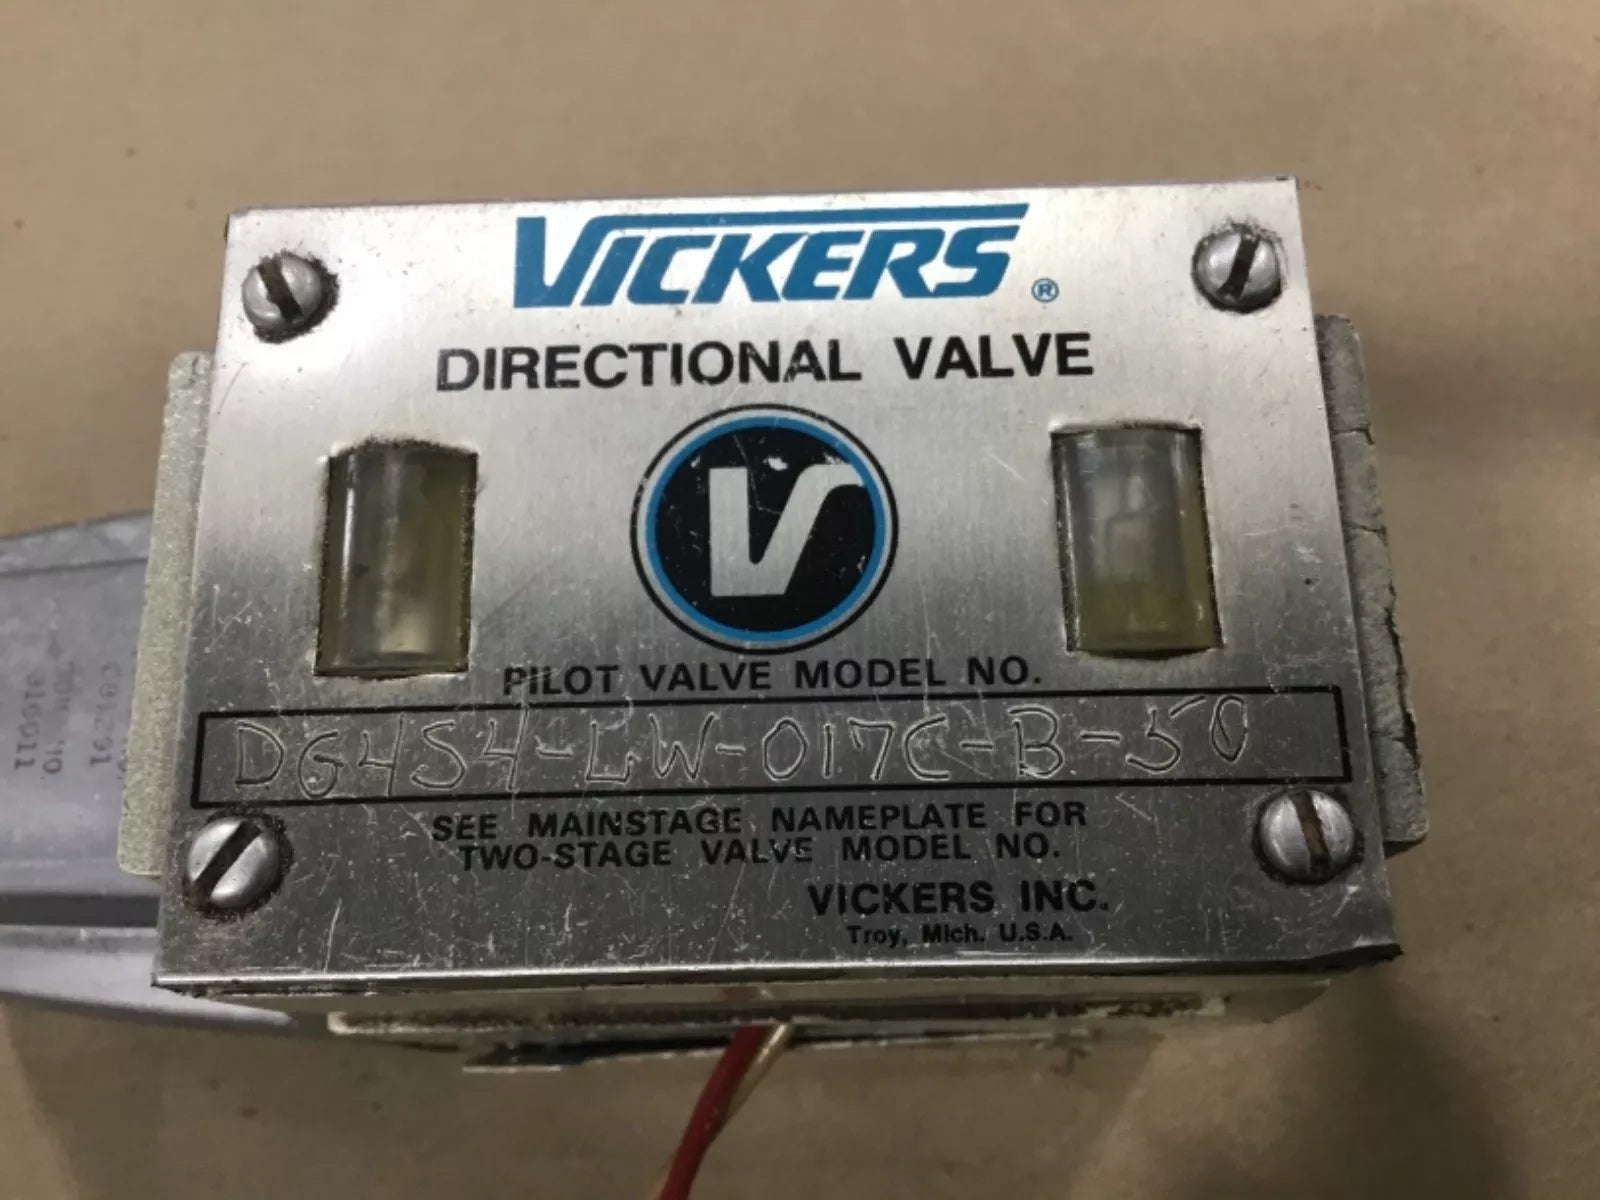 VICKERS ®
DIRECTIONAL VALVE
V
PILOT VALVE MODEL NO.
DG4S4-LW-017C-B-50
SEE MAINSTAGE NAMEPLATE FOR
TWO-STAGE VALVE MODEL NO.
VICKERS INC.
Troy, Mich. U.S.A.